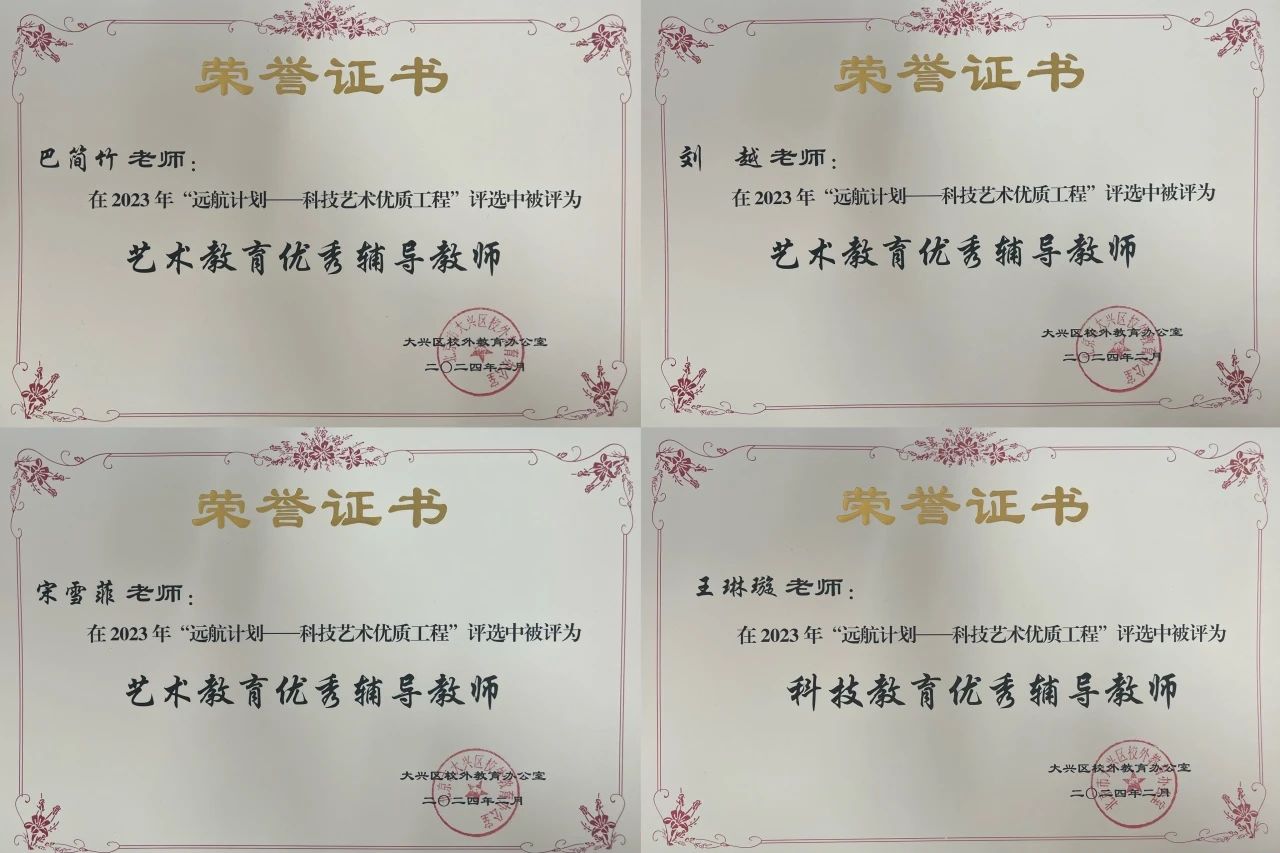 荣誉证书
巴简竹老师：
在2023年“远航计划——科技艺术优质工程”评选中被评为
艺术教育优秀辅导教师
大兴区校外教育办公室
二〇二四年二月
荣誉证书
刘 越老师：
在2023年“远航计划——科技艺术优质工程”评选中被评为
艺术教育优秀辅导教师
大兴区校外教育办公室
二〇二四年二月
荣誉证书
宋雪菲老师：
在2023年“远航计划——科技艺术优质工程”评选中被评为
艺术教育优秀辅导教师
大兴区校外教育办公室
二〇二四年二月
荣誉证书
王琳璇老师：
在2023年“远航计划——科技艺术优质工程”评选中被评为
科技教育优秀辅导教师
大兴区校外教育办公室
二〇二四年二月